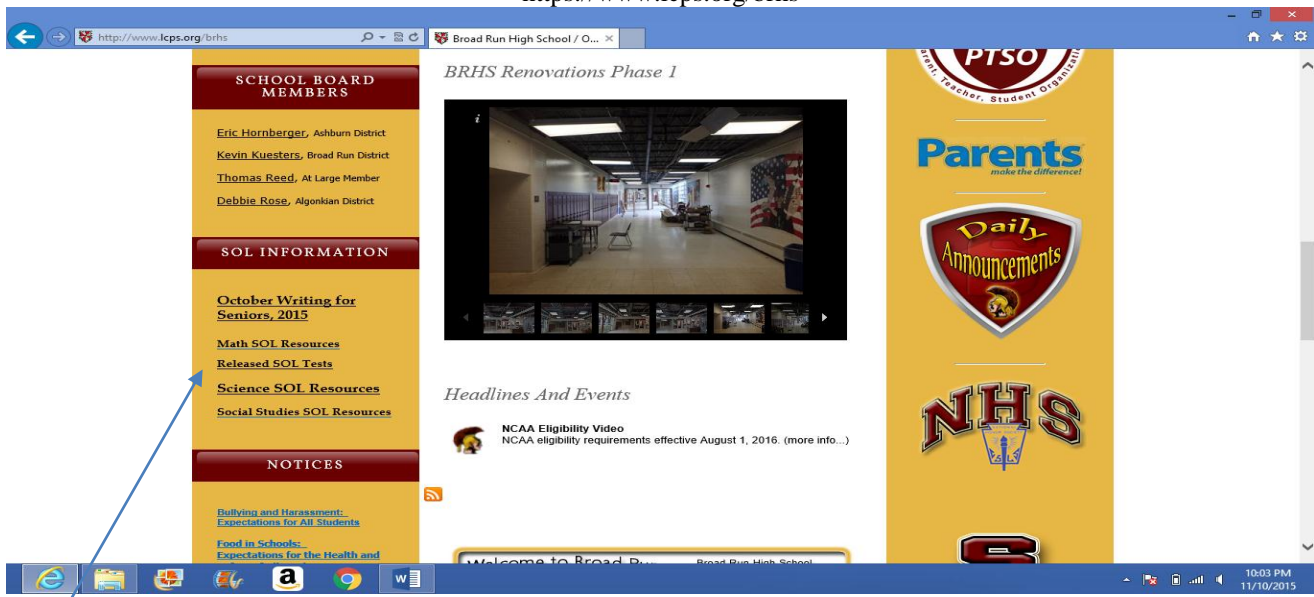 https://www.lcps.org/brhs
http://www.lcps.org/brhs
Broad Run High School / O...
SCHOOL BOARD
MEMBERS
Eric Hornberger, Ashburn District
Kevin Kuesters, Broad Run District
Thomas Reed, At Large Member
Debbie Rose, Algonkian District
SOL INFORMATION
October Writing for
Seniors, 2015
Math SOL Resources
Released SOL Tests
Science SOL Resources
Social Studies SOL Resources
NOTICES
Bullying and Harassment:
Expectations for All Students
Food in Schools:
Expectations for the Health and
BRHS Renovations Phase 1
i
Headlines And Events
NCAA Eligibility Video
NCAA eligibility requirements effective August 1, 2016. (more info...)
Welcome to Broad Run
Broad Run High School
PTSO
Parent, Teacher, Student Organization
Parents
make the difference!
Daily
Announcements
NHS
S
10:03 PM
11/10/2015